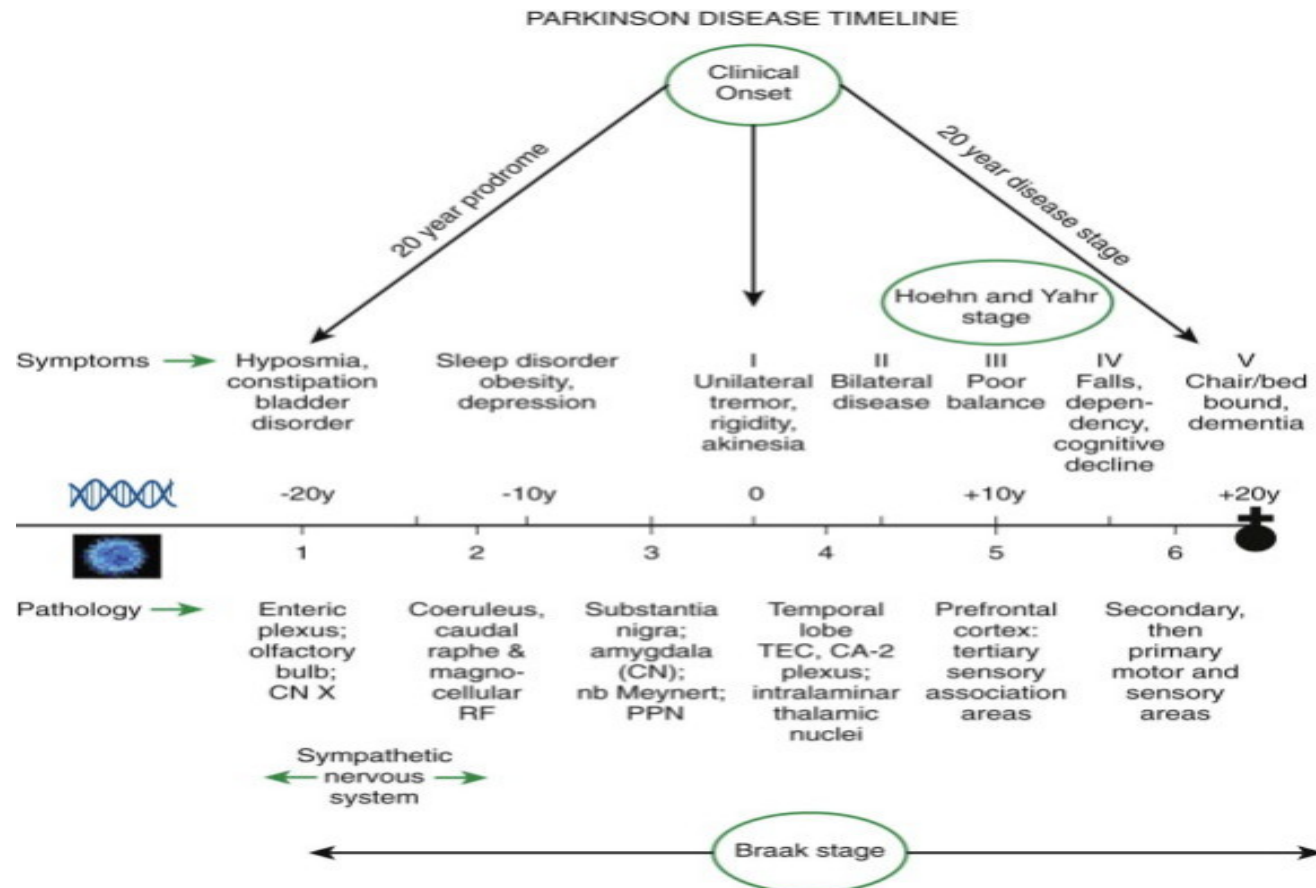 PARKINSON DISEASE TIMELINE
Clinical
Onset
20 year prodrome
20 year disease stage
Hoehn and Yahr
stage
Symptoms
Hyposmia,
constipation
bladder
disorder
Sleep disorder
obesity,
depression
I
Unilateral
tremor,
rigidity,
akinesia
II
Bilateral
disease
III
Poor
balance
IV
Falls,
depen-
dency,
cognitive
decline
V
Chair/bed
bound,
dementia
-20y
-10y
0
+10y
+20y
1
2
3
4
5
6
Pathology
Enteric
plexus;
olfactory
bulb;
CN X
Coeruleus,
caudal
raphe &
magno-
cellular
RF
Substantia
nigra;
amygdala
(CN);
nb Meynert;
PPN
Temporal
lobe
TEC, CA-2
plexus;
intralaminar
thalamic
nuclei
Prefrontal
cortex:
tertiary
sensory
association
areas
Secondary,
then
primary
motor and
sensory
areas
Sympathetic
nervous
system
Braak stage